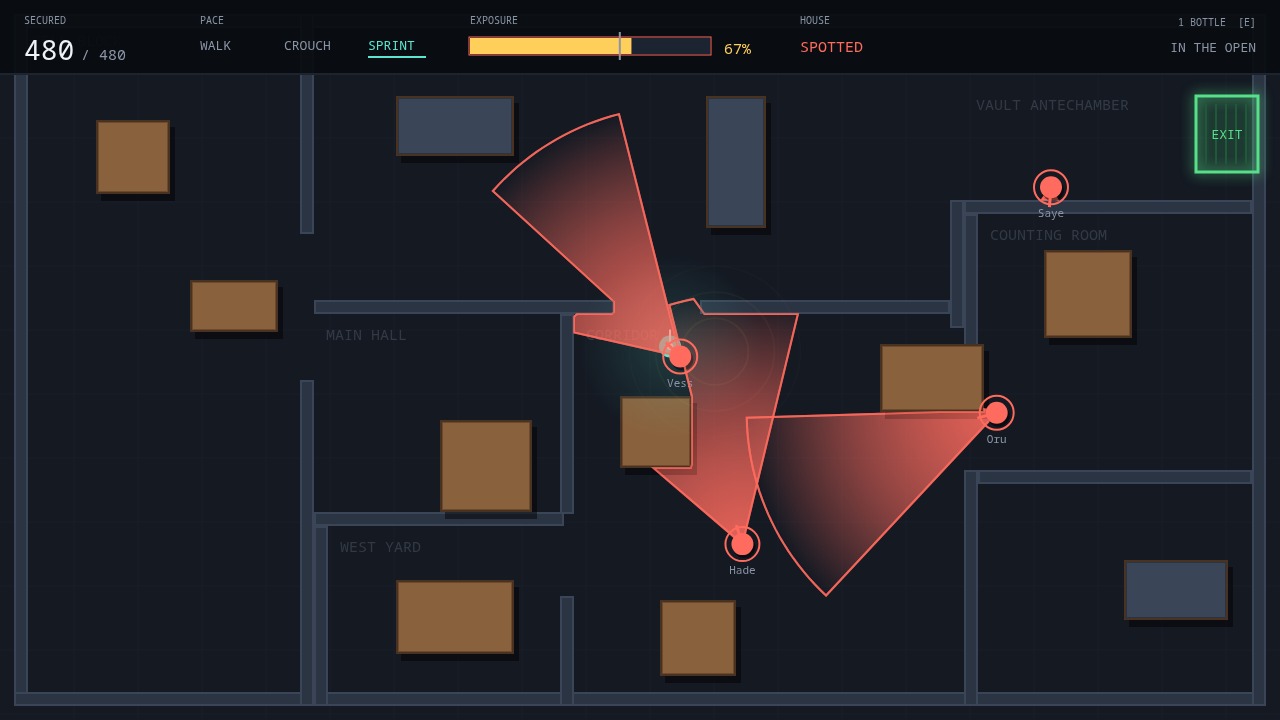 SECURED
PACE
EXPOSURE
HOUSE
1 BOTTLE [E]
480 / 480
WALK
CROUCH
SPRINT
67%
SPOTTED
IN THE OPEN
VAULT ANTECHAMBER
EXIT
Saye
COUNTING ROOM
MAIN HALL
CORRIDOR
Vess
Oru
WEST YARD
Hade